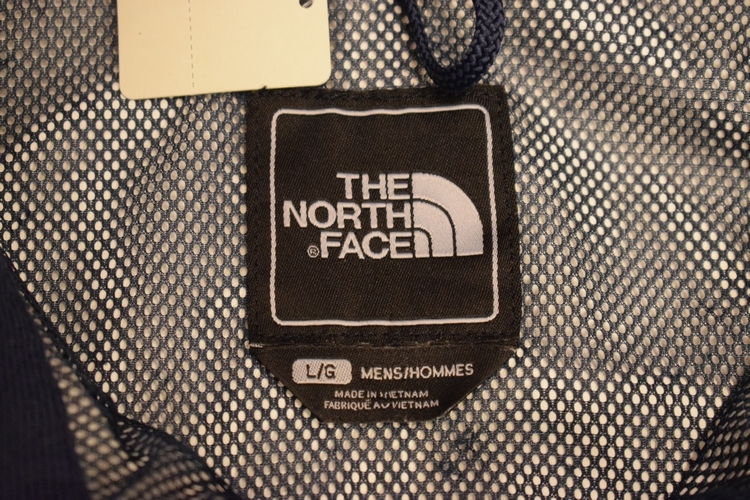 THE
NORTH
® FACE
L/G MENS/HOMMES
MADE IN VIETNAM
FABRIQUÉ AU VIETNAM